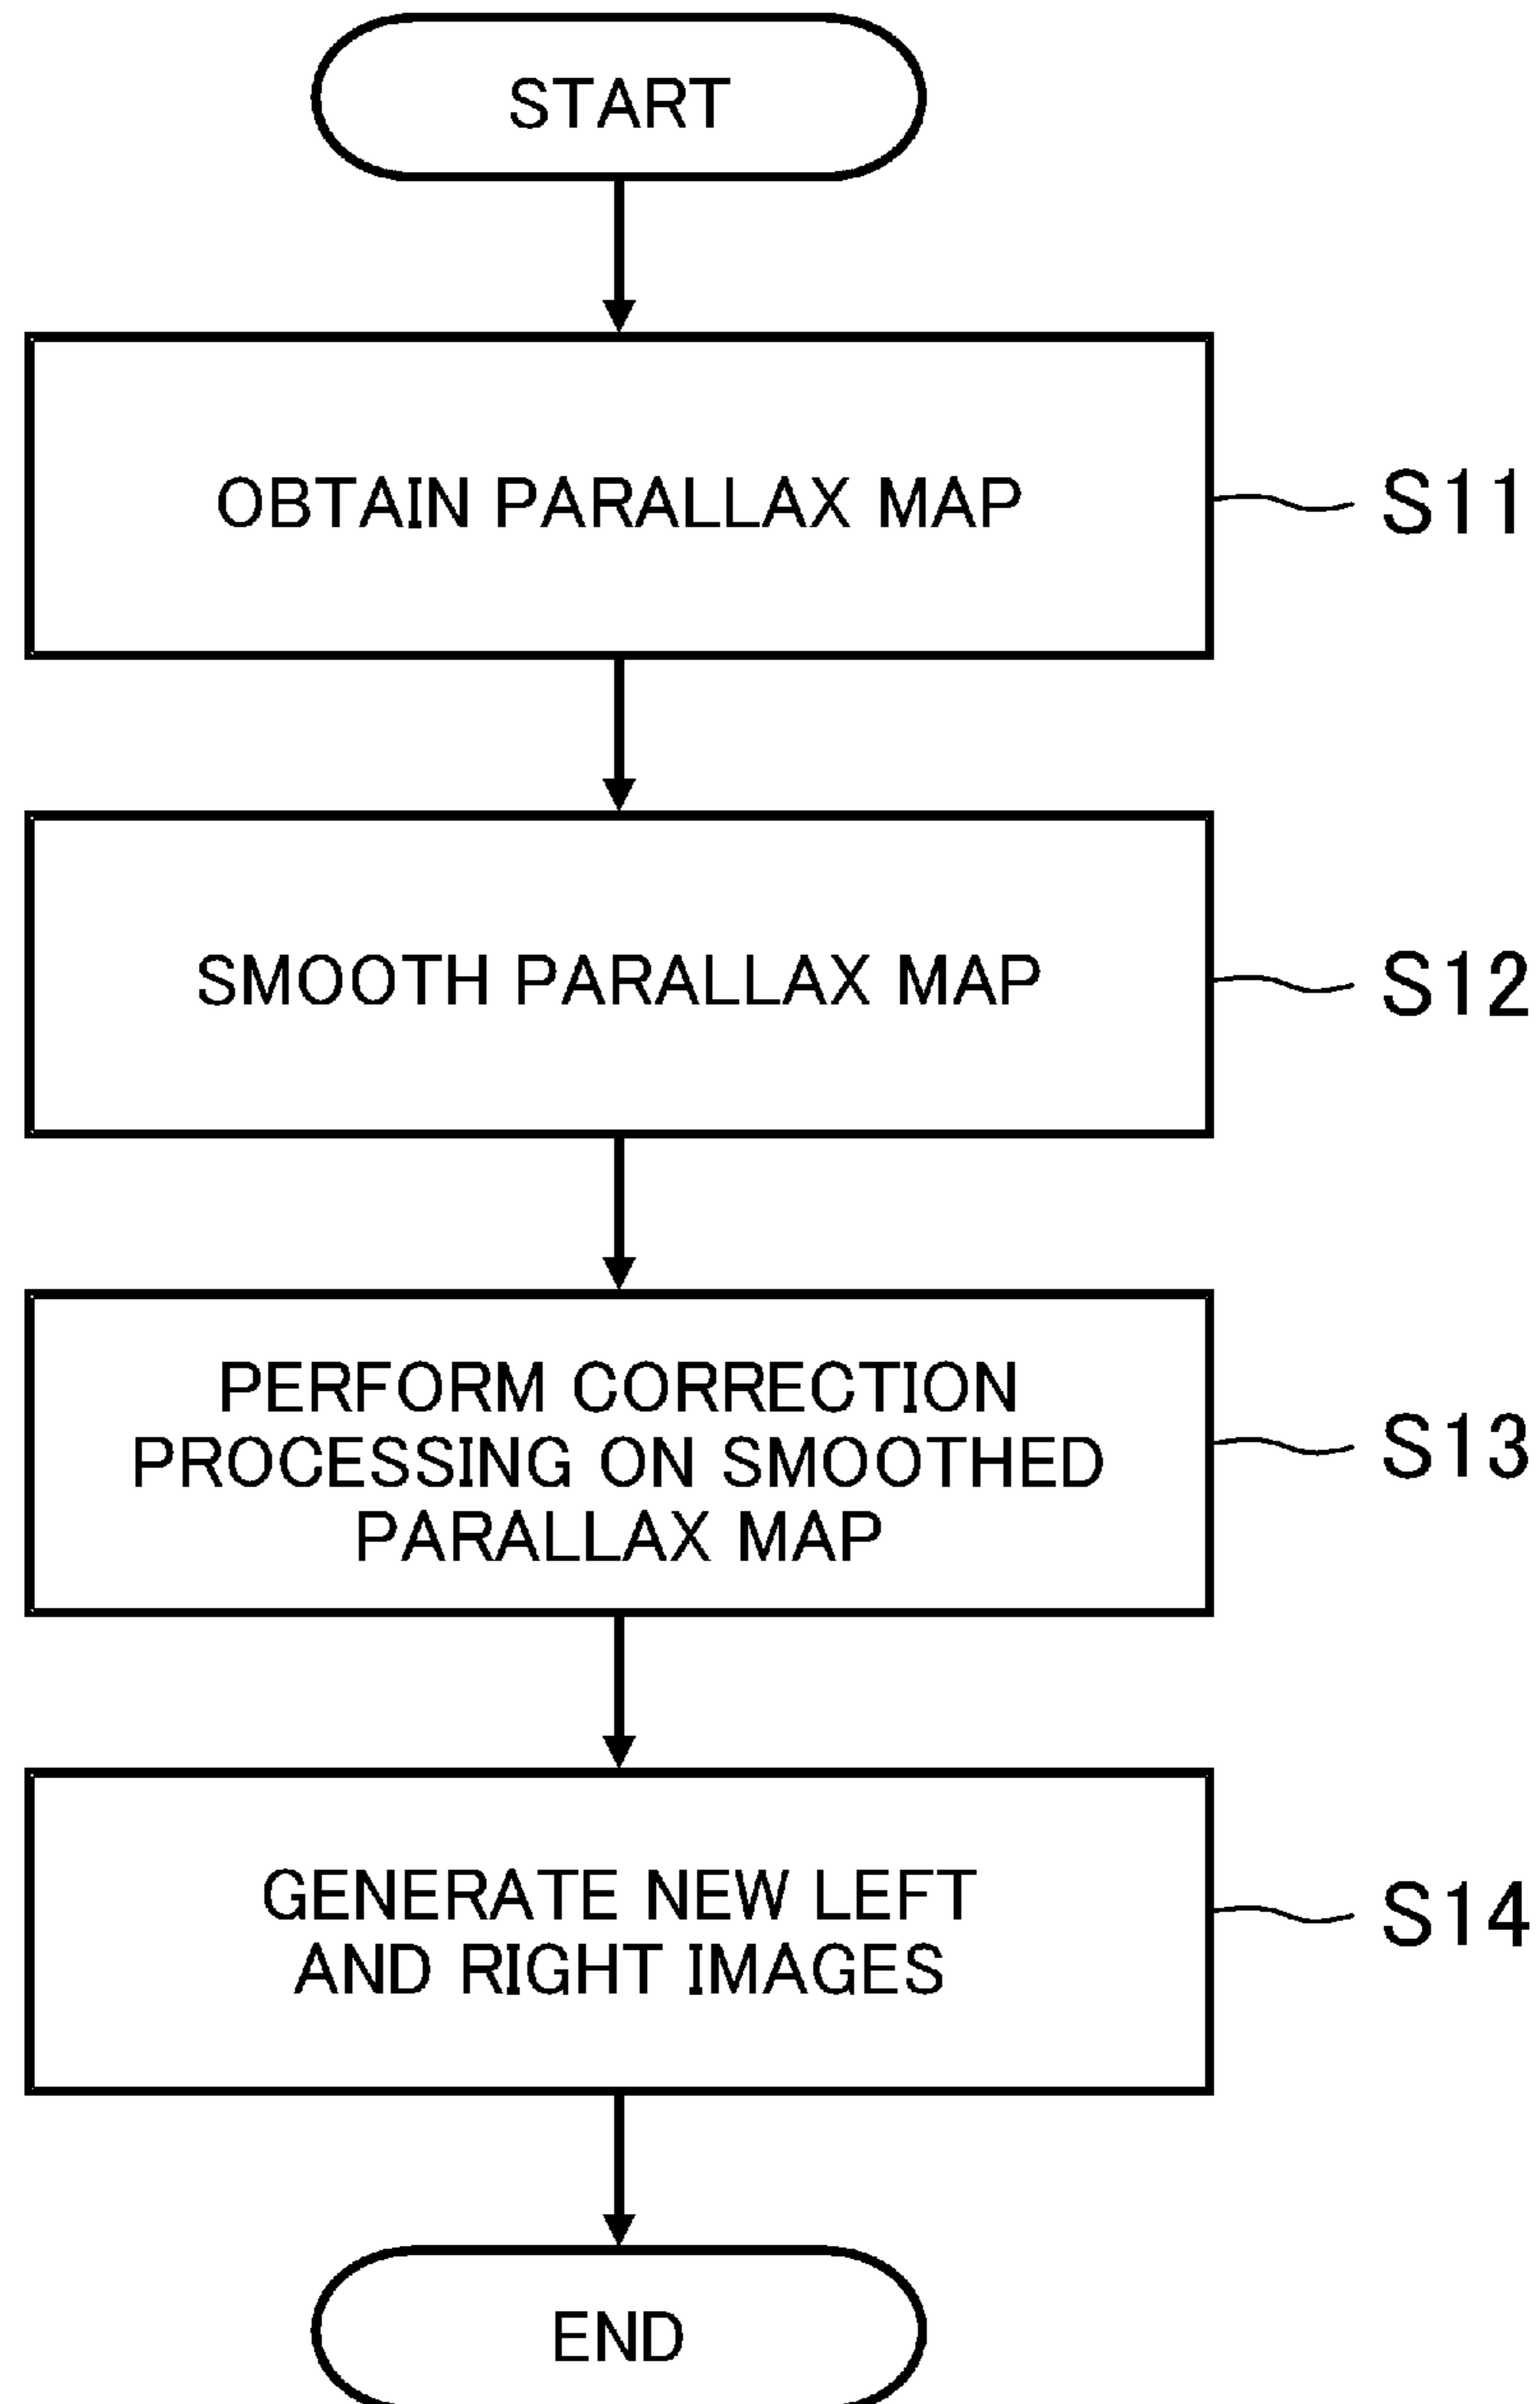 START
OBTAIN PARALLAX MAP
S11
SMOOTH PARALLAX MAP
S12
PERFORM CORRECTION
PROCESSING ON SMOOTHED
PARALLAX MAP
S13
GENERATE NEW LEFT
AND RIGHT IMAGES
S14
END